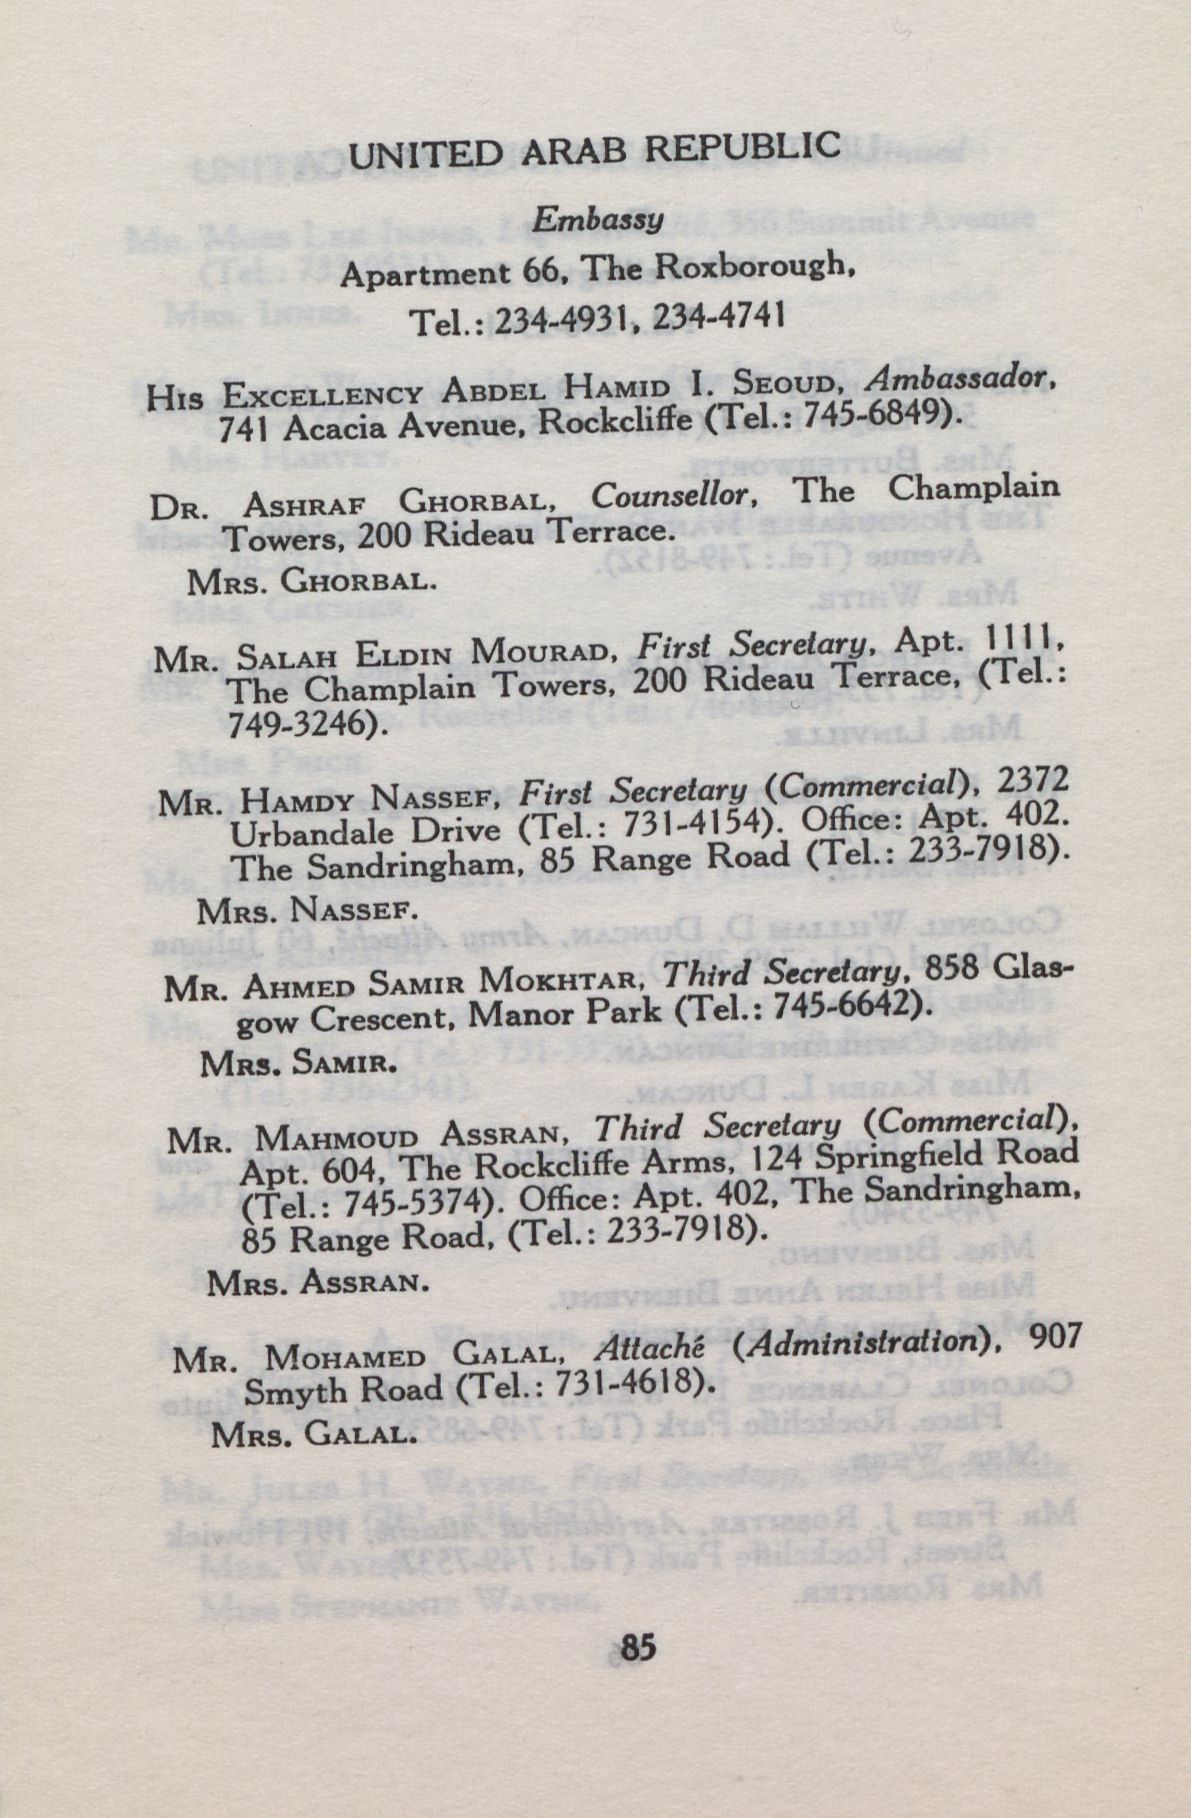 UNITED ARAB REPUBLIC
Embassy
Apartment 66, The Roxborough,
Tel.: 234-4931, 234-4741
His Excellency Abdel Hamid I. Seoud, Ambassador,
741 Acacia Avenue, Rockcliffe (Tel.: 745-6849).
Dr. Ashraf Ghorbal, Counsellor, The Champlain
Towers, 200 Rideau Terrace.
Mrs. Ghorbal.
Mr. Salah Eldin Mourad, First Secretary, Apt. 1111,
The Champlain Towers, 200 Rideau Terrace, (Tel.:
749-3246).
Mr. Hamdy Nassef, First Secretary (Commercial), 2372
Urbandale Drive (Tel.: 731-4154). Office: Apt. 402.
The Sandringham, 85 Range Road (Tel.: 233-7918).
Mrs. Nassef.
Mr. Ahmed Samir Mokhtar, Third Secretary, 858 Glas-
gow Crescent, Manor Park (Tel.: 745-6642).
Mrs. Samir.
Mr. Mahmoud Assran, Third Secretary (Commercial),
Apt. 604, The Rockcliffe Arms, 124 Springfield Road
(Tel.: 745-5374). Office: Apt. 402, The Sandringham,
85 Range Road, (Tel.: 233-7918).
Mrs. Assran.
Mr. Mohamed Galal, Attaché (Administration), 907
Smyth Road (Tel.: 731-4618).
Mrs. Galal.
85